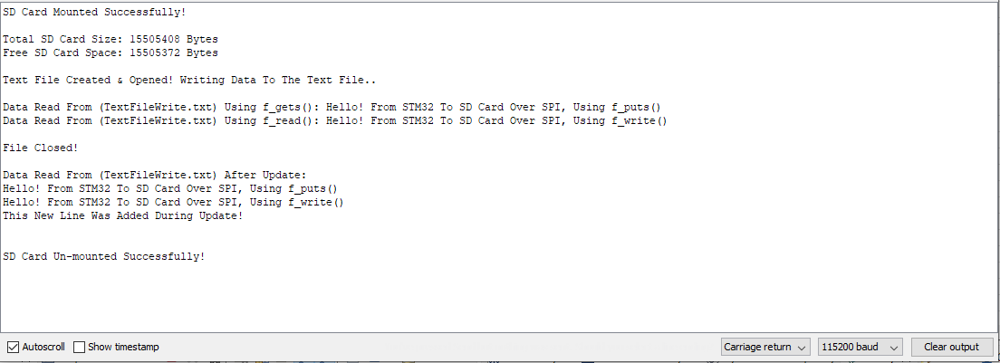 SD Card Mounted Successfully!
Total SD Card Size: 15505408 Bytes
Free SD Card Space: 15505372 Bytes
Text File Created & Opened! Writing Data To The Text File..
Data Read From (TextFileWrite.txt) Using f_gets(): Hello! From STM32 To SD Card Over SPI, Using f_puts()
Data Read From (TextFileWrite.txt) Using f_read(): Hello! From STM32 To SD Card Over SPI, Using f_write()
File Closed!
Data Read From (TextFileWrite.txt) After Update:
Hello! From STM32 To SD Card Over SPI, Using f_puts()
Hello! From STM32 To SD Card Over SPI, Using f_write()
This New Line Was Added During Update!
SD Card Un-mounted Successfully!
Autoscroll Show timestamp Carriage return 115200 baud Clear output